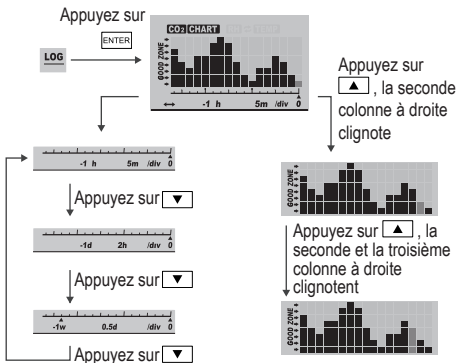 Appuyez sur
ENTER
LOG
CO2 CHART
GOOD ZONE
-1 h 5m /div 0
Appuyez sur
▲ , la seconde
colonne à droite
clignote
-1 h 5m /div 0
Appuyez sur ▼
-1d 2h /div 0
Appuyez sur ▼
-1w 0.5d /div 0
Appuyez sur ▼
GOOD ZONE
Appuyez sur ▲ , la
seconde et la troisième
colonne à droite
clignotent
GOOD ZONE